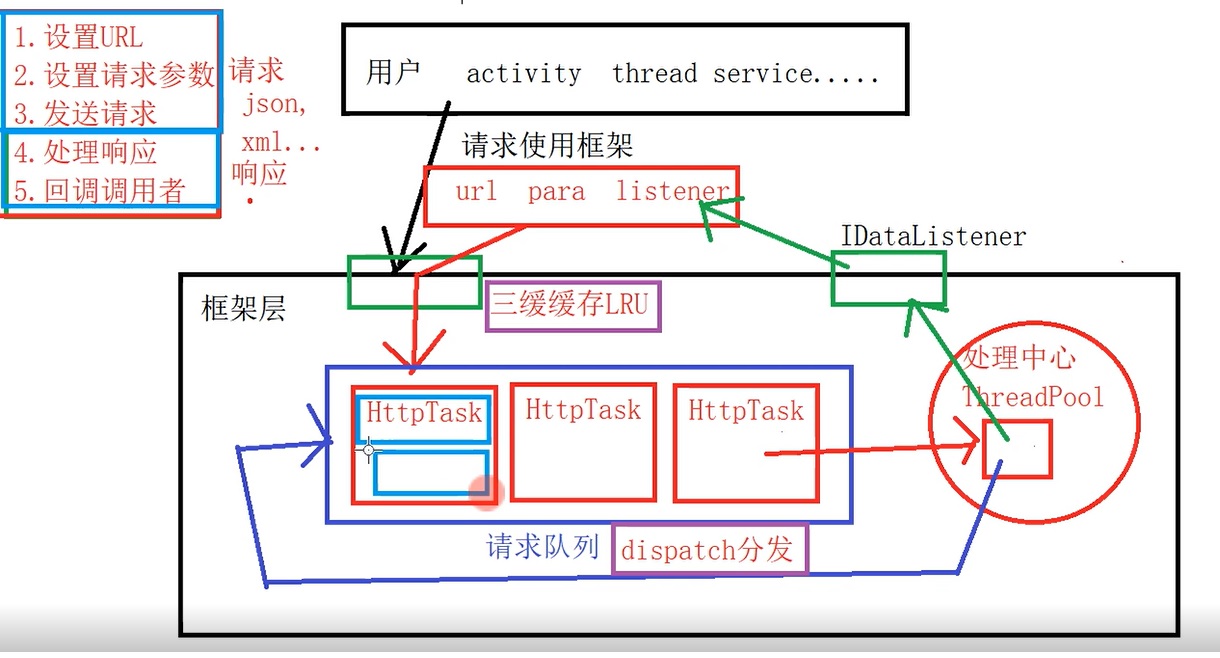 1. 设置URL
2. 设置请求参数
3. 发送请求
4. 处理响应
5. 回调调用者
请求
json,
xml...
响应
用户 activity thread service.....
请求使用框架
url para listener
IDataListener
框架层
三缓缓存LRU
处理中心
ThreadPool
HttpTask HttpTask HttpTask
请求队列 dispatch分发